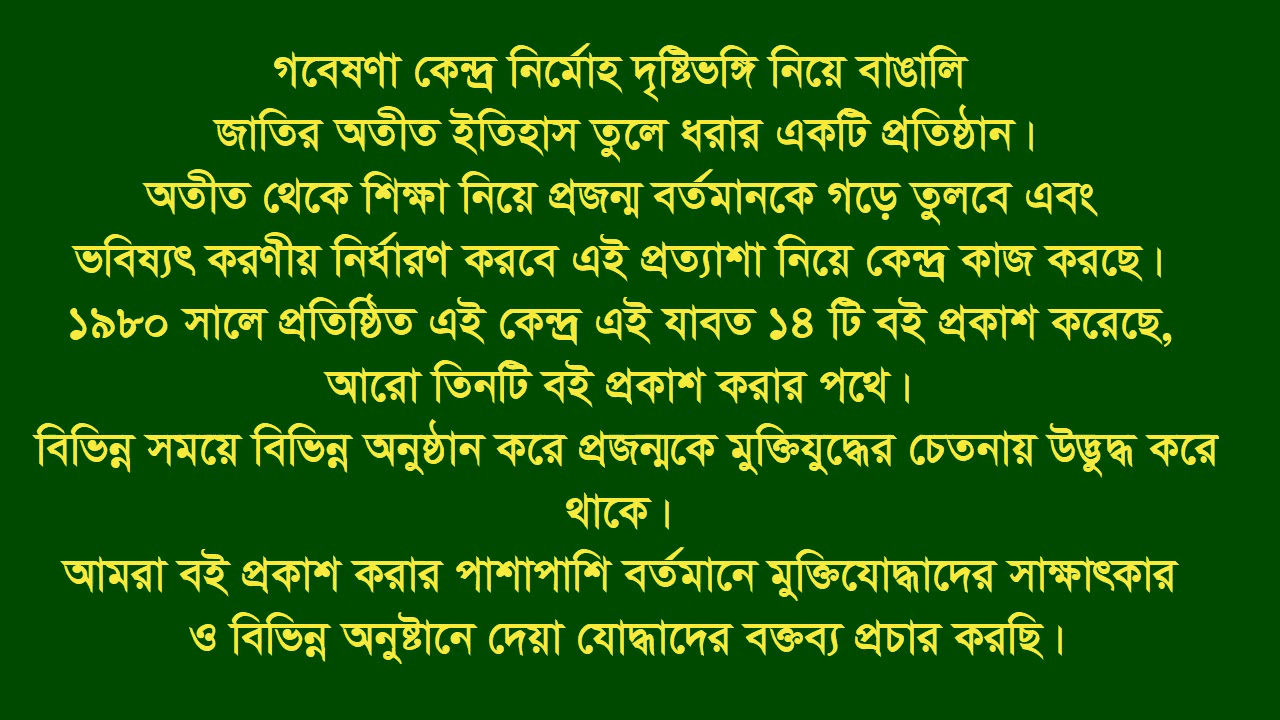 গবেষণা কেন্দ্র নির্মোহ দৃষ্টিভঙ্গি নিয়ে বাঙালি
জাতির অতীত ইতিহাস তুলে ধরার একটি প্রতিষ্ঠান।
অতীত থেকে শিক্ষা নিয়ে প্রজন্ম বর্তমানকে গড়ে তুলবে এবং
ভবিষ্যৎ করণীয় নির্ধারণ করবে এই প্রত্যাশা নিয়ে কেন্দ্র কাজ করছে।
১৯৮০ সালে প্রতিষ্ঠিত এই কেন্দ্র এই যাবত ১৪ টি বই প্রকাশ করেছে,
আরো তিনটি বই প্রকাশ করার পথে।
বিভিন্ন সময়ে বিভিন্ন অনুষ্ঠান করে প্রজন্মকে মুক্তিযুদ্ধের চেতনায় উদ্ভুদ্ধ করে
থাকে।
আমরা বই প্রকাশ করার পাশাপাশি বর্তমানে মুক্তিযোদ্ধাদের সাক্ষাৎকার
ও বিভিন্ন অনুষ্টানে দেয়া যোদ্ধাদের বক্তব্য প্রচার করছি।